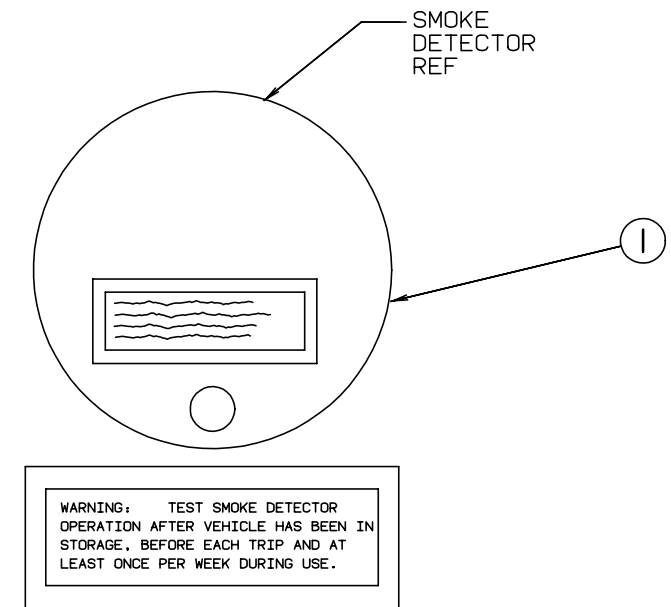 SMOKE
DETECTOR
REF
1
WARNING: TEST SMOKE DETECTOR
OPERATION AFTER VEHICLE HAS BEEN IN
STORAGE, BEFORE EACH TRIP AND AT
LEAST ONCE PER WEEK DURING USE.